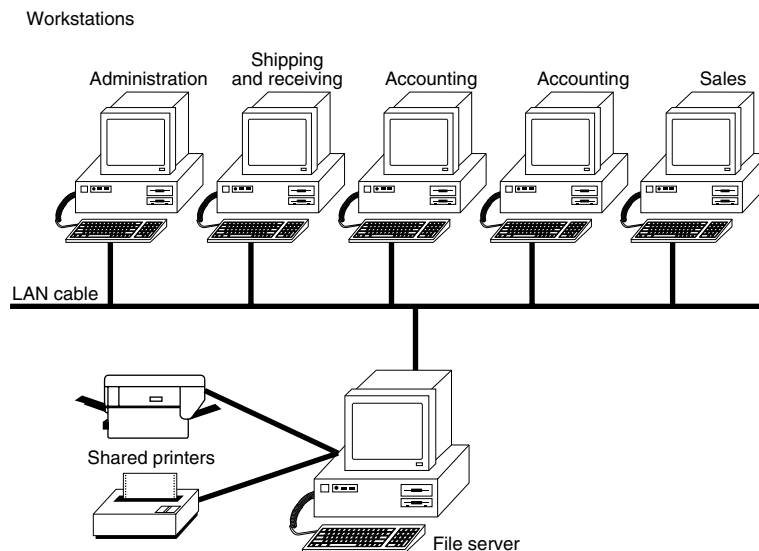 Workstations
Administration
Shipping
and receiving
Accounting
Accounting
Sales
LAN cable
Shared printers
File server